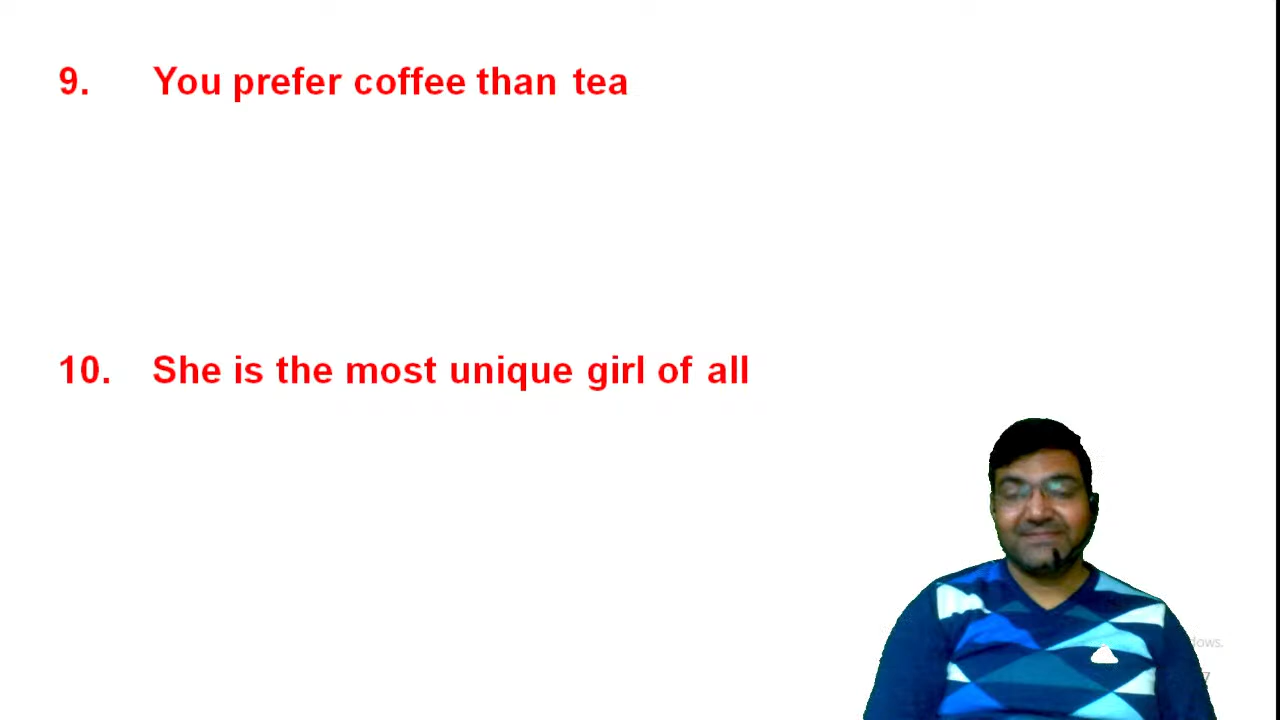 9. You prefer coffee than tea
10. She is the most unique girl of all